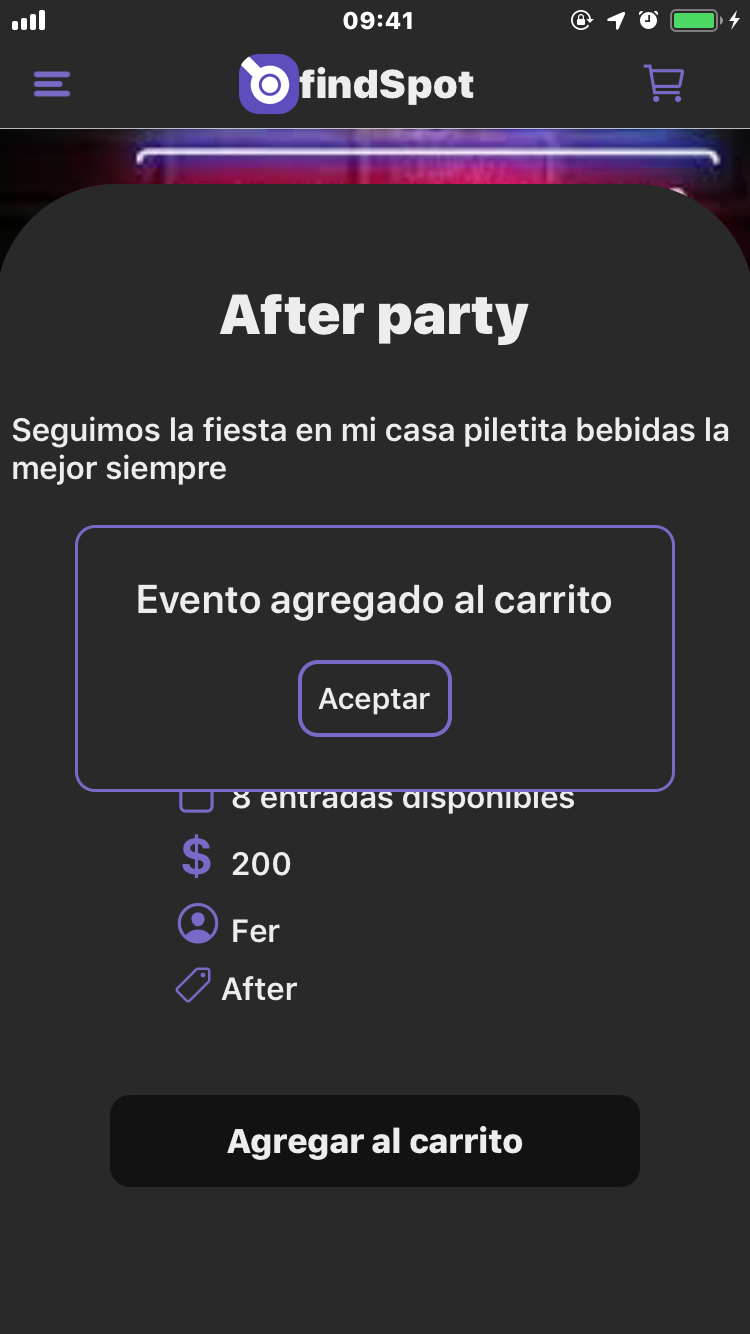 09:41
findSpot
After party
Seguimos la fiesta en mi casa piletita bebidas la
mejor siempre
Evento agregado al carrito
Aceptar
8 entradas disponibles
$ 200
Fer
After
Agregar al carrito